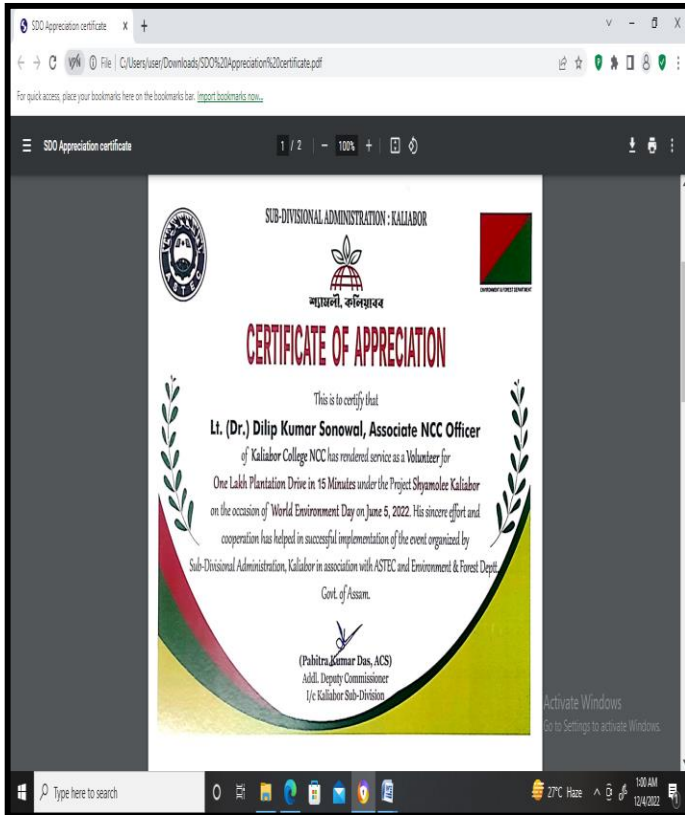 SDO Appreciation certificate
File | C:/Users/user/Downloads/SDO%20Appreciation%20certificate.pdf
For quick access, place your bookmarks here on the bookmarks bar. Import bookmarks now...
SDO Appreciation certificate 1 / 2 − 100% +
SUB-DIVISIONAL ADMINISTRATION : KALIABOR
ASTEC
ENVIRONMENT & FOREST DEPARTMENT
শ্যামলী, কলিয়াবৰ
CERTIFICATE OF APPRECIATION
This is to certify that
Lt. (Dr.) Dilip Kumar Sonowal, Associate NCC Officer
of Kaliabor College NCC has rendered service as a Volunteer for
One Lakh Plantation Drive in 15 Minutes under the Project Shyamolee Kaliabor
on the occasion of World Environment Day on June 5, 2022. His sincere effort and
cooperation has helped in successful implementation of the event organized by
Sub-Divisional Administration, Kaliabor in association with ASTEC and Environment & Forest Deptt.
Govt. of Assam.
(Pabitra Kumar Das, ACS)
Addl. Deputy Commissioner
I/c Kaliabor Sub-Division
Activate Windows
Go to Settings to activate Windows.
Type here to search
27°C Haze
1:00 AM
12/4/2022